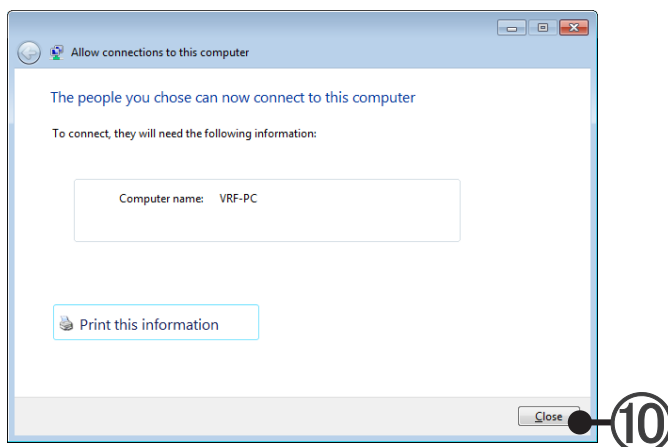 Allow connections to this computer
The people you chose can now connect to this computer
To connect, they will need the following information:
Computer name: VRF-PC
Print this information
Close
⑩